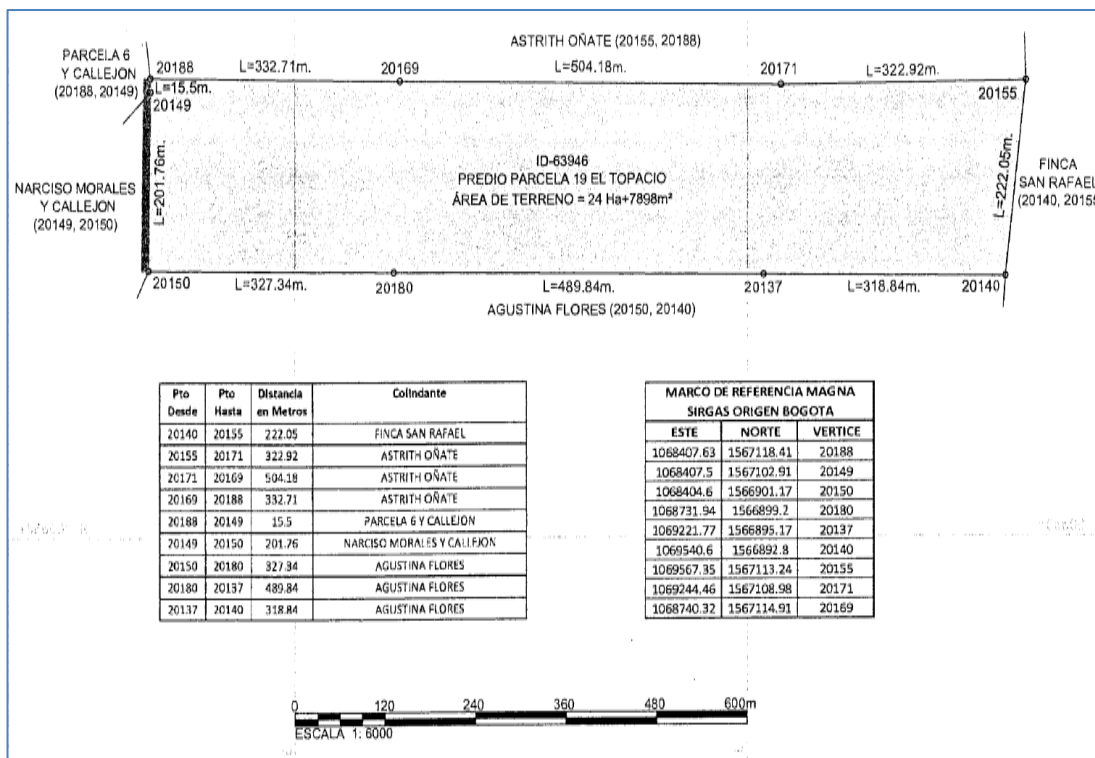 ASTRITH OÑATE (20155, 20188)
PARCELA 6
Y CALLEJON
(20188, 20149)
20188
L=332.71m.
20169
L=504.18m.
20171
L=322.92m.
20155
L=15.5m.
20149
L=201.76m.
NARCISO MORALES
Y CALLEJON
(20149, 20150)
ID-63946
PREDIO PARCELA 19 EL TOPACIO
ÁREA DE TERRENO = 24 Ha+7898m²
L=222.05m.
FINCA
SAN RAFAEL
(20140, 20155)
20150
L=327.34m.
20180
L=489.84m.
20137
L=318.84m.
20140
AGUSTINA FLORES (20150, 20140)
Pto Desde Pto Hasta Distancia en Metros Colindante
20140 20155 222.05 FINCA SAN RAFAEL
20155 20171 322.92 ASTRITH OÑATE
20171 20169 504.18 ASTRITH OÑATE
20169 20188 332.71 ASTRITH OÑATE
20188 20149 15.5 PARCELA 6 Y CALLEJON
20149 20150 201.76 NARCISO MORALES Y CALLEJON
20150 20180 327.34 AGUSTINA FLORES
20180 20137 489.84 AGUSTINA FLORES
20137 20140 318.84 AGUSTINA FLORES
MARCO DE REFERENCIA MAGNA
SIRGAS ORIGEN BOGOTA
ESTE NORTE VERTICE
1068407.63 1567118.41 20188
1068407.5 1567102.91 20149
1068404.6 1566901.17 20150
1068731.94 1566899.2 20180
1069221.77 1566895.17 20137
1069540.6 1566892.8 20140
1069567.35 1567113.24 20155
1069244.46 1567108.98 20171
1068740.32 1567114.91 20169
0 120 240 360 480 600m
ESCALA 1: 6000